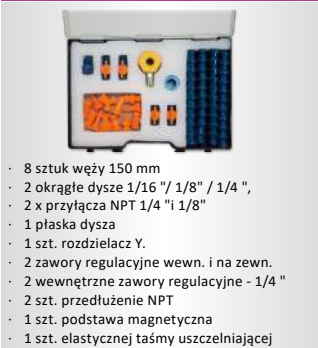 · 8 sztuk węży 150 mm
· 2 okrągłe dysze 1/16 "/ 1/8" / 1/4 ",
· 2 x przyłącza NPT 1/4 "i 1/8"
· 1 płaska dysza
· 1 szt. rozdzielacz Y.
· 2 zawory regulacyjne wewn. i na zewn.
· 2 wewnętrzne zawory regulacyjne - 1/4 "
· 2 szt. przedłużenie NPT
· 1 szt. podstawa magnetyczna
· 1 szt. elastycznej taśmy uszczelniającej